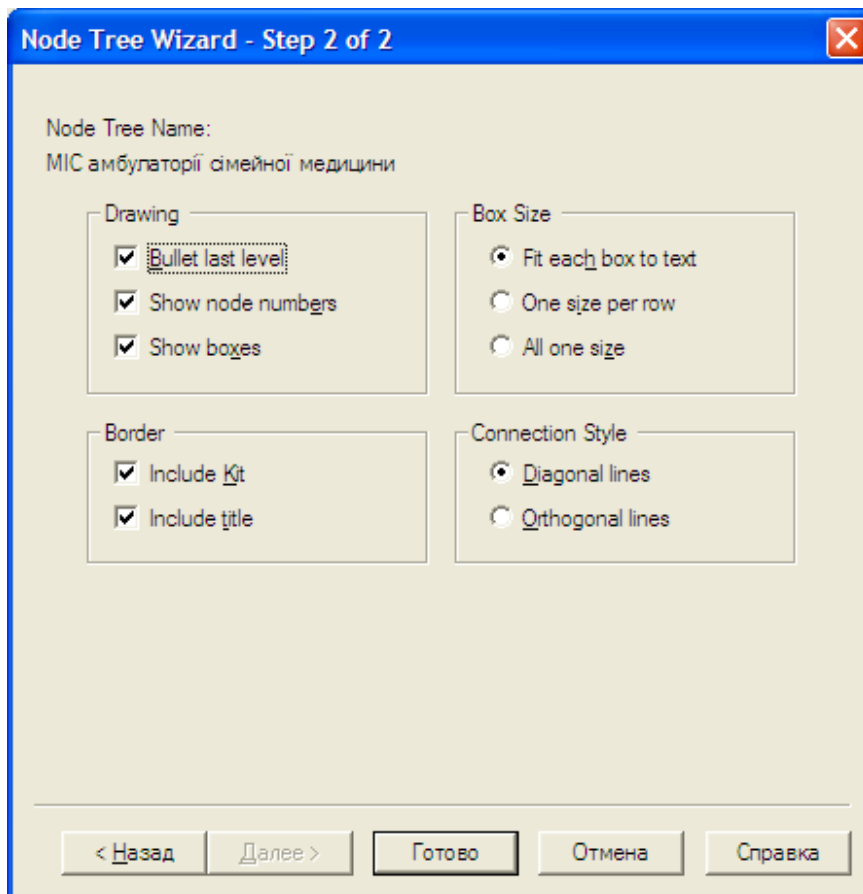 Node Tree Wizard - Step 2 of 2
Node Tree Name:
МІС амбулаторії сімейної медицини
Drawing
Bullet last level
Show node numbers
Show boxes
Box Size
Fit each box to text
One size per row
All one size
Border
Include Kit
Include title
Connection Style
Diagonal lines
Orthogonal lines
< Назад
Далее >
Готово
Отмена
Справка